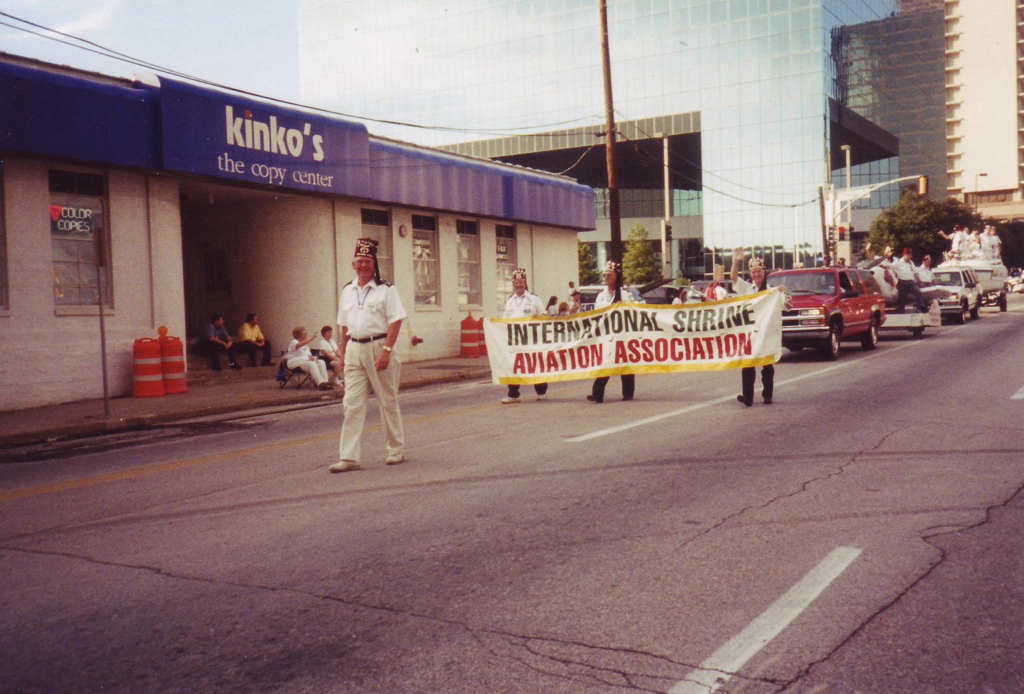 kinko's
the copy center
COLOR
COPIES
INTERNATIONAL SHRINE
AVIATION ASSOCIATION